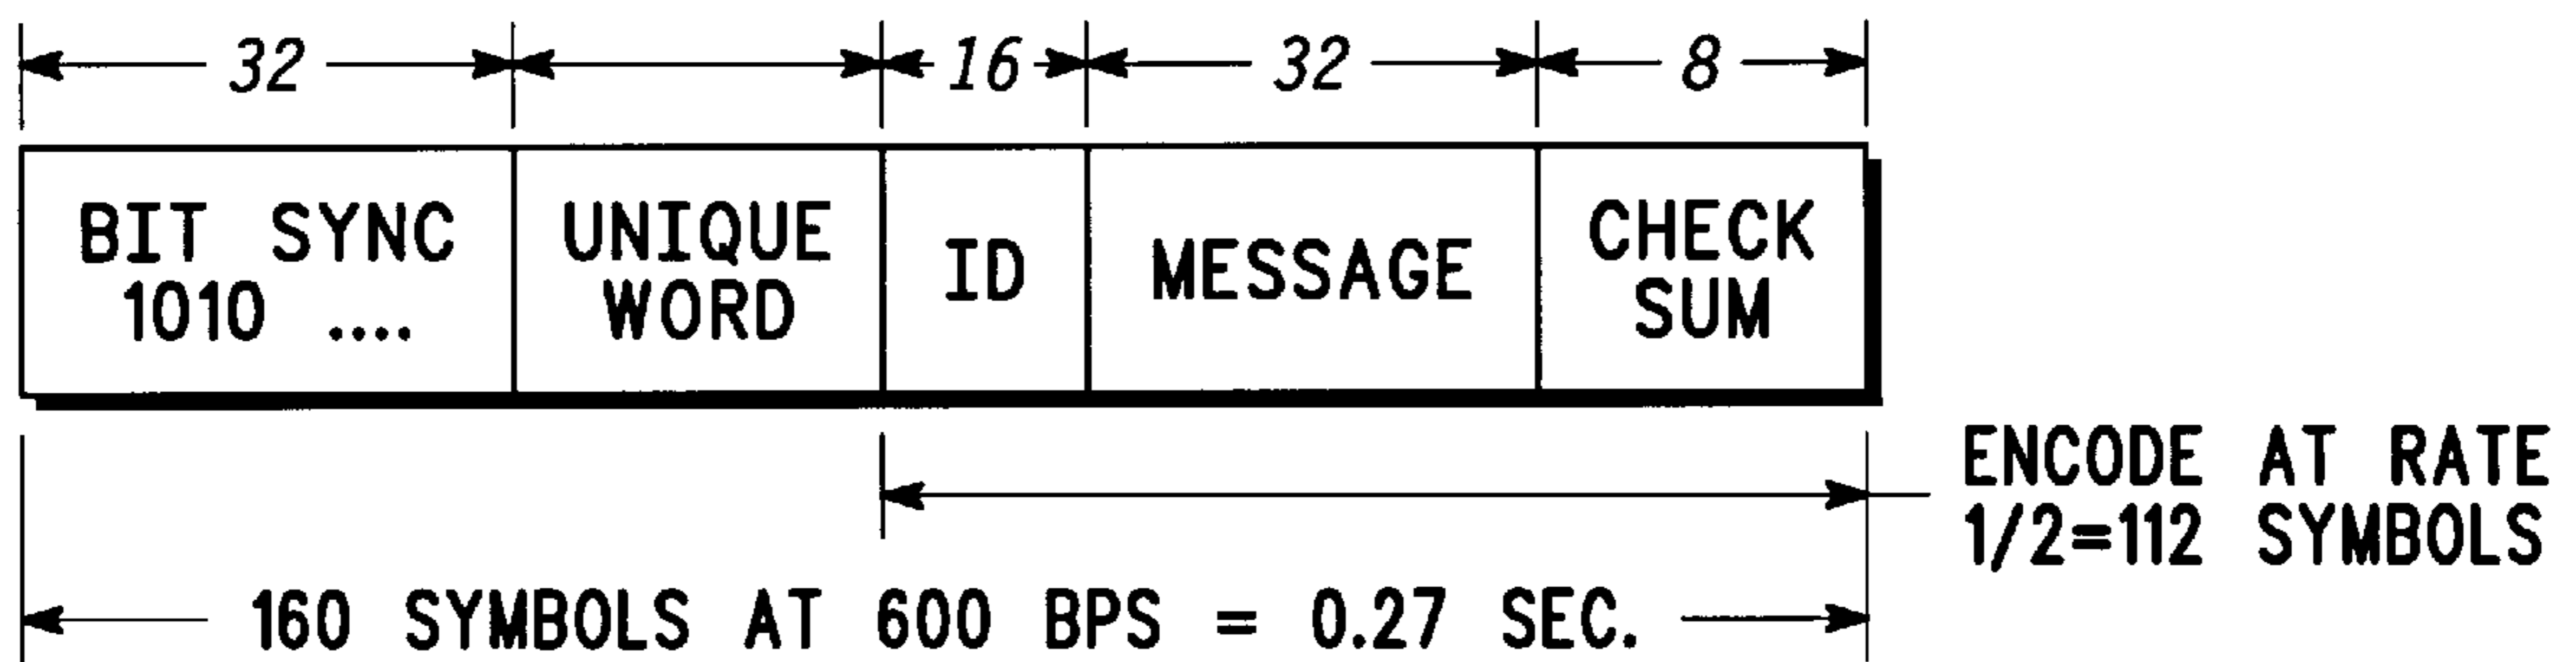 32 16 32 8
BIT SYNC
1010 ....
UNIQUE
WORD
ID
MESSAGE
CHECK
SUM
ENCODE AT RATE
1/2=112 SYMBOLS
160 SYMBOLS AT 600 BPS = 0.27 SEC.